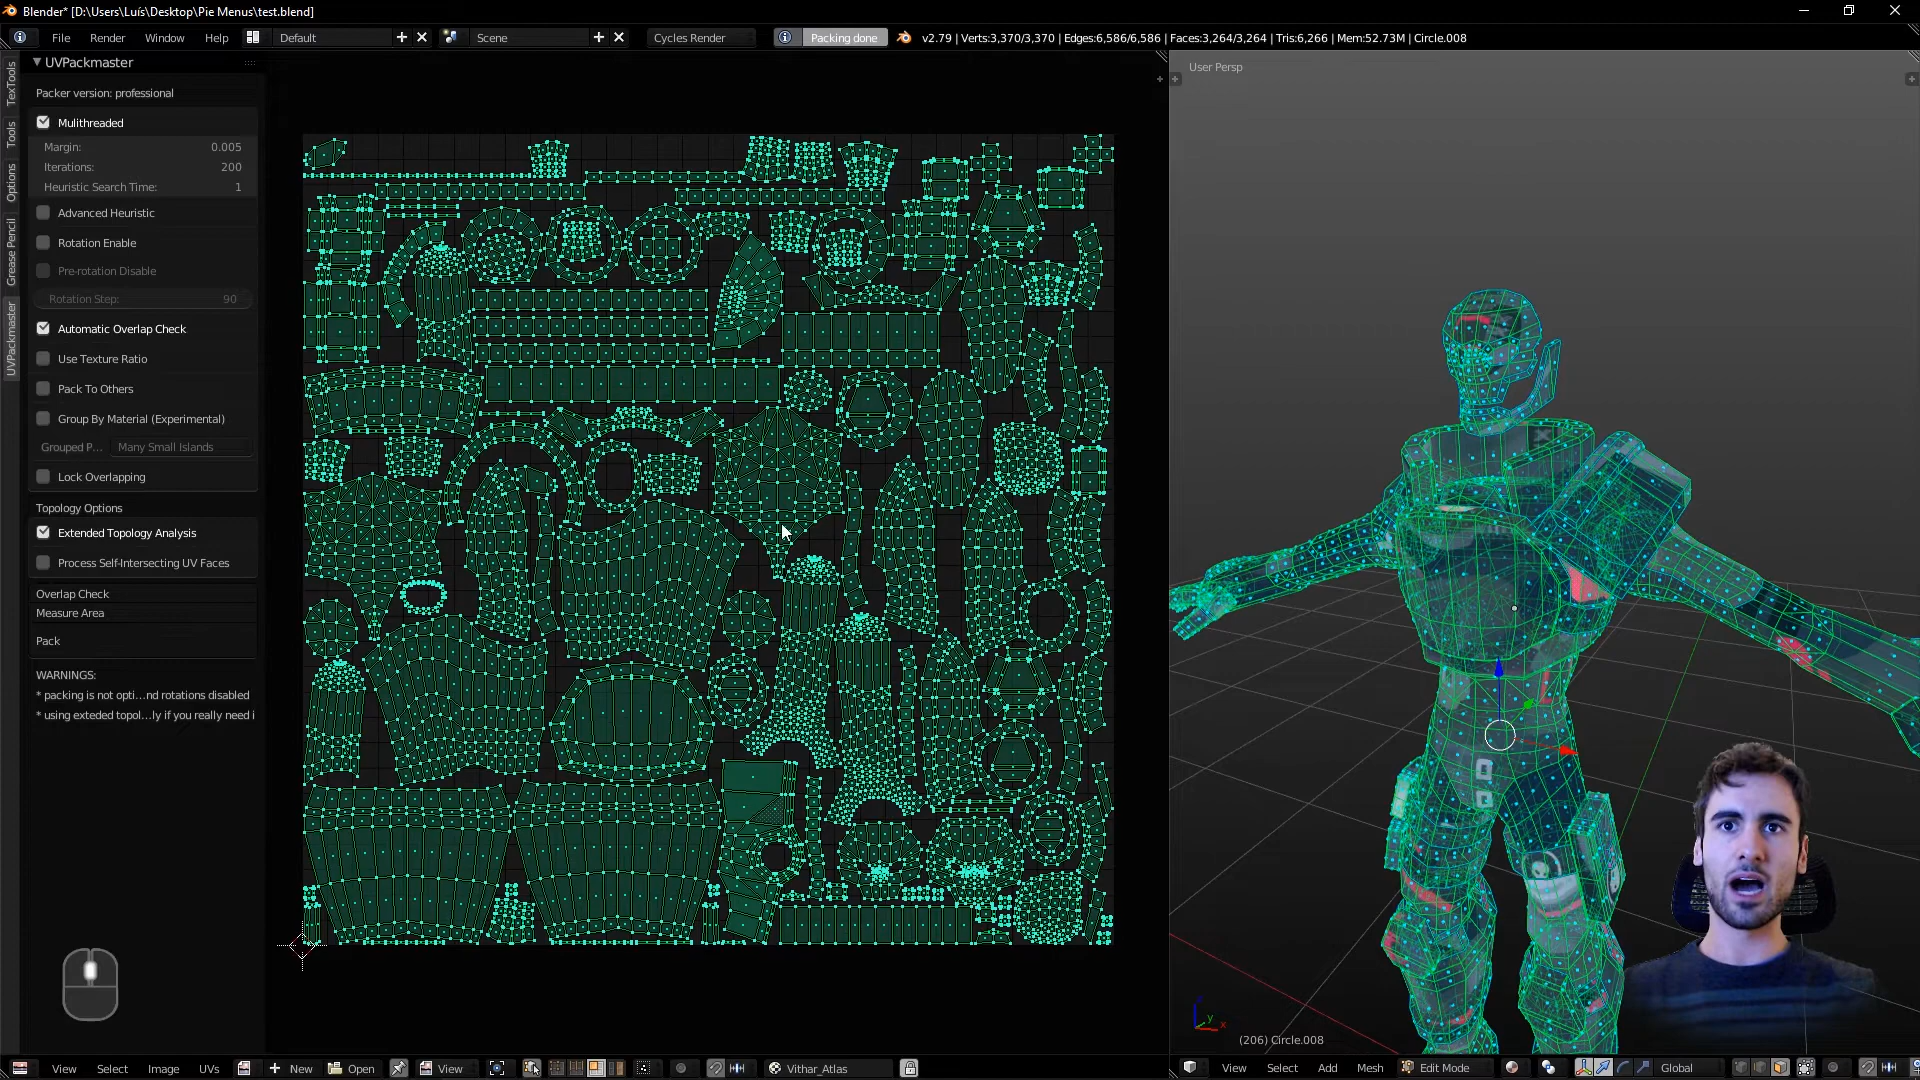 Blender* [D:\Users\Luís\Desktop\Pie Menus\test.blend]
File Render Window Help Default Scene Cycles Render Packing done v2.79 | Verts:3,370/3,370 | Edges:6,586/6,586 | Faces:3,264/3,264 | Tris:6,266 | Mem:52.73M | Circle.008
TexTools
Tools
Options
Grease Pencil
UVPackmaster
UVPackmaster
Packer version: professional
Mulithreaded
Margin: 0.005
Iterations: 200
Heuristic Search Time: 1
Advanced Heuristic
Rotation Enable
Pre-rotation Disable
Rotation Step: 90
Automatic Overlap Check
Use Texture Ratio
Pack To Others
Group By Material (Experimental)
Grouped P... Many Small Islands
Lock Overlapping
Topology Options
Extended Topology Analysis
Process Self-Intersecting UV Faces
Overlap Check
Measure Area
Pack
WARNINGS:
* packing is not opti...nd rotations disabled
* using exteded topol...ly if you really need i
User Persp
y
x
(206) Circle.008
View Select Image UVs New Open View Vithar_Atlas
View Select Add Mesh Edit Mode Global